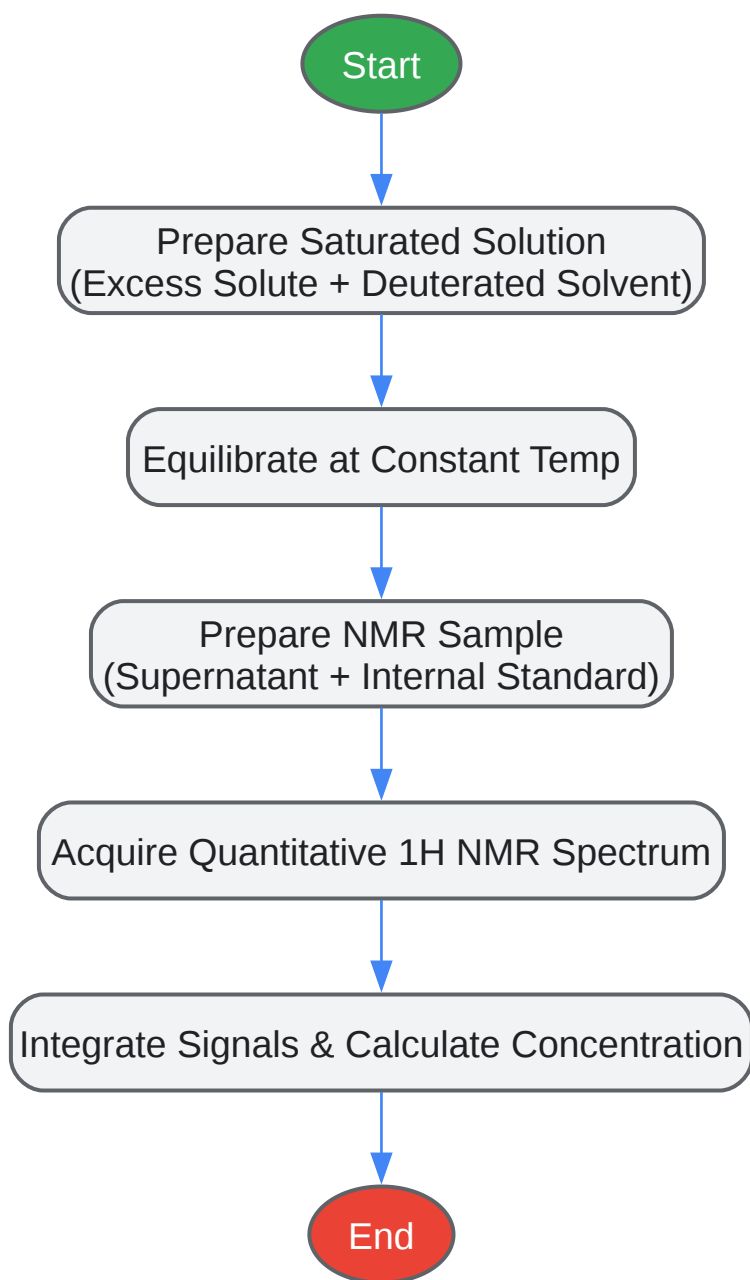 Start
Prepare Saturated Solution
(Excess Solute + Deuterated Solvent)
Equilibrate at Constant Temp
Prepare NMR Sample
(Supernatant + Internal Standard)
Acquire Quantitative 1H NMR Spectrum
Integrate Signals & Calculate Concentration
End